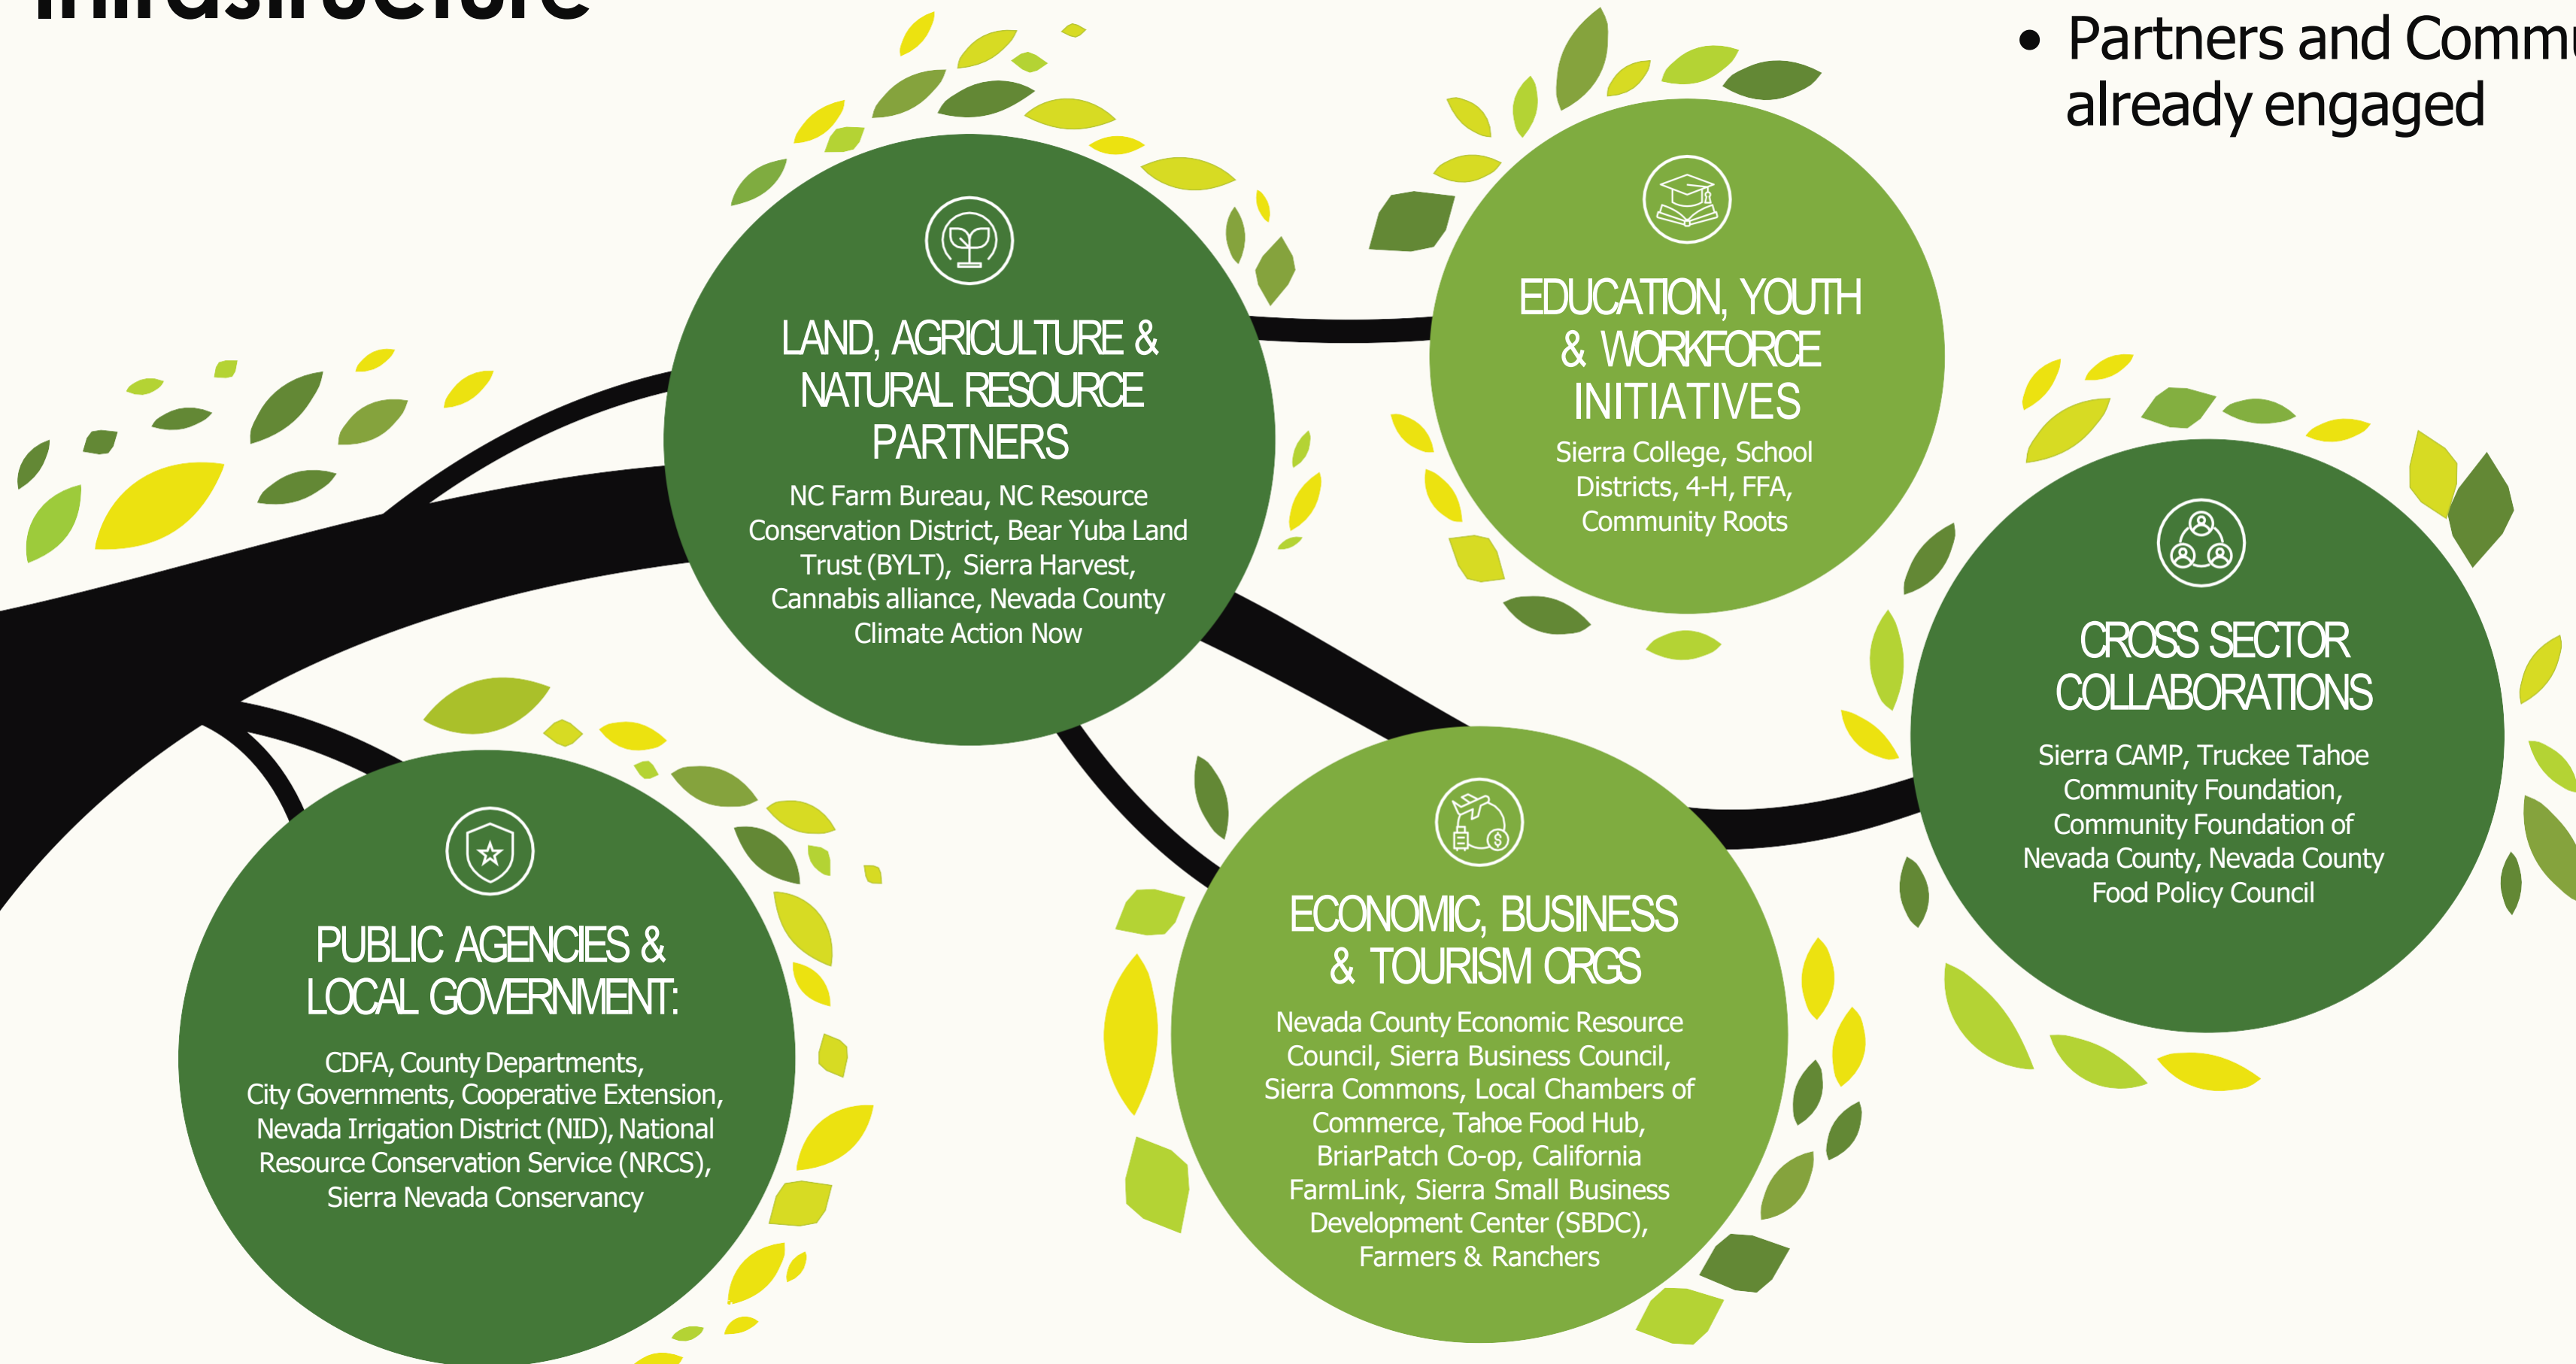 Infrastructure
• Partners and Commu
already engaged
LAND, AGRICULTURE &
NATURAL RESOURCE
PARTNERS
NC Farm Bureau, NC Resource
Conservation District, Bear Yuba Land
Trust (BYLT), Sierra Harvest,
Cannabis alliance, Nevada County
Climate Action Now
EDUCATION, YOUTH
& WORKFORCE
INITIATIVES
Sierra College, School
Districts, 4-H, FFA,
Community Roots
CROSS SECTOR
COLLABORATIONS
Sierra CAMP, Truckee Tahoe
Community Foundation,
Community Foundation of
Nevada County, Nevada County
Food Policy Council
PUBLIC AGENCIES &
LOCAL GOVERNMENT:
CDFA, County Departments,
City Governments, Cooperative Extension,
Nevada Irrigation District (NID), National
Resource Conservation Service (NRCS),
Sierra Nevada Conservancy
ECONOMIC, BUSINESS
& TOURISM ORGS
Nevada County Economic Resource
Council, Sierra Business Council,
Sierra Commons, Local Chambers of
Commerce, Tahoe Food Hub,
BriarPatch Co-op, California
FarmLink, Sierra Small Business
Development Center (SBDC),
Farmers & Ranchers